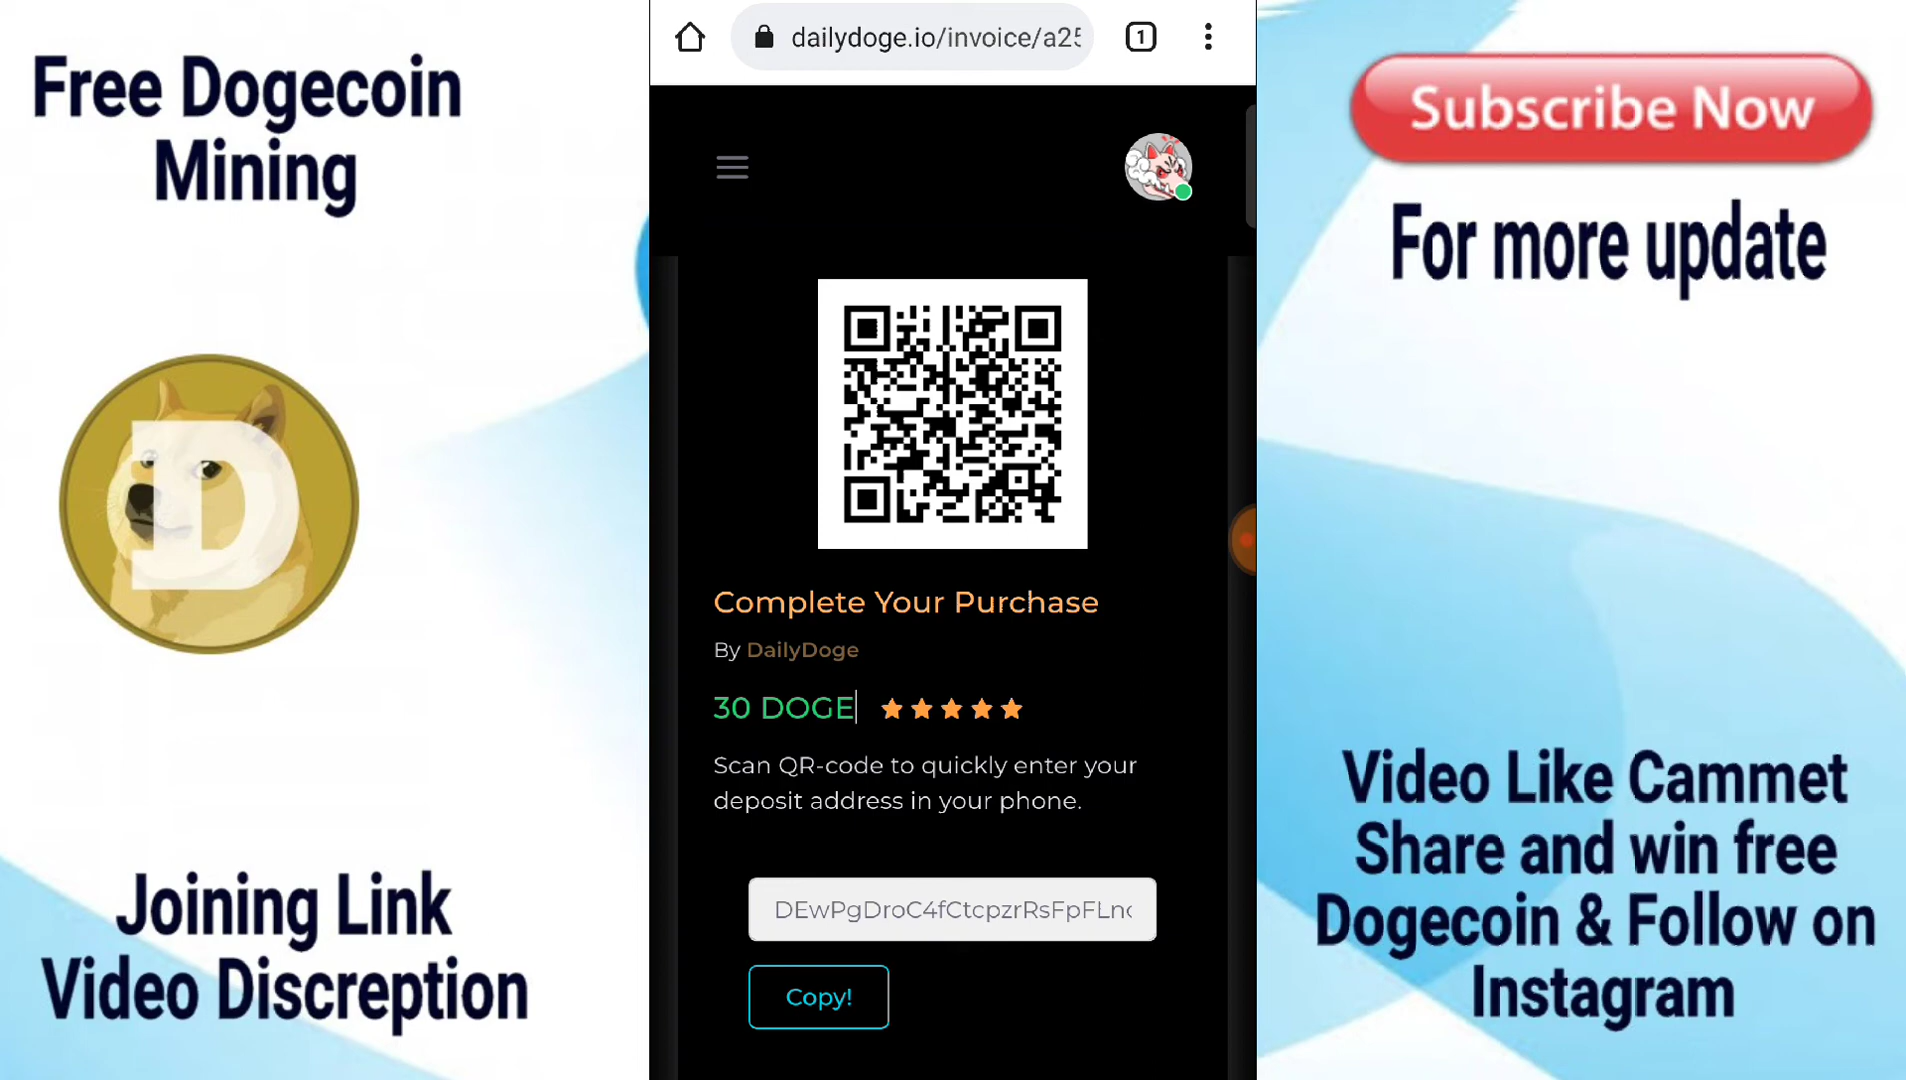 Free Dogecoin
Mining
D
Joining Link
Video Discreption
dailydoge.io/invoice/a25
1
Complete Your Purchase
By DailyDoge
30 DOGE
Scan QR-code to quickly enter your
deposit address in your phone.
DEwPgDroC4fCtcpzrRsFpFLnc
Copy!
Subscribe Now
For more update
Video Like Cammet
Share and win free
Dogecoin & Follow on
Instagram